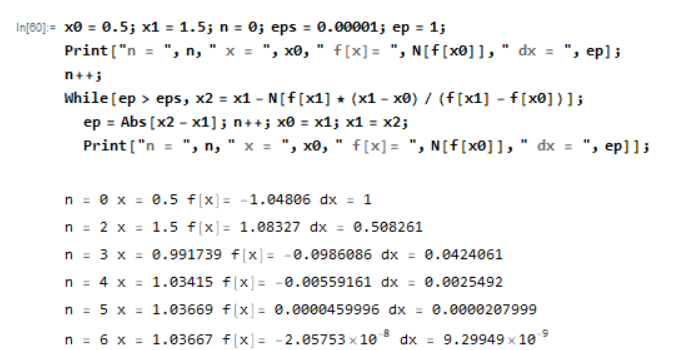 In[60]:= x0 = 0.5; x1 = 1.5; n = 0; eps = 0.00001; ep = 1;
Print["n = ", n, " x = ", x0, " f[x]= ", N[f[x0]], " dx = ", ep];
n++;
While[ep > eps, x2 = x1 - N[f[x1] * (x1 - x0) / (f[x1] - f[x0])];
ep = Abs[x2 - x1]; n++; x0 = x1; x1 = x2;
Print["n = ", n, " x = ", x0, " f[x]= ", N[f[x0]], " dx = ", ep]];
n = 0 x = 0.5 f[x]= -1.04806 dx = 1
n = 2 x = 1.5 f[x]= 1.08327 dx = 0.508261
n = 3 x = 0.991739 f[x]= -0.0986086 dx = 0.0424061
n = 4 x = 1.03415 f[x]= -0.00559161 dx = 0.0025492
n = 5 x = 1.03669 f[x]= 0.0000459996 dx = 0.0000207999
n = 6 x = 1.03667 f[x]= -2.05753×10⁻⁸ dx = 9.29949×10⁻⁹